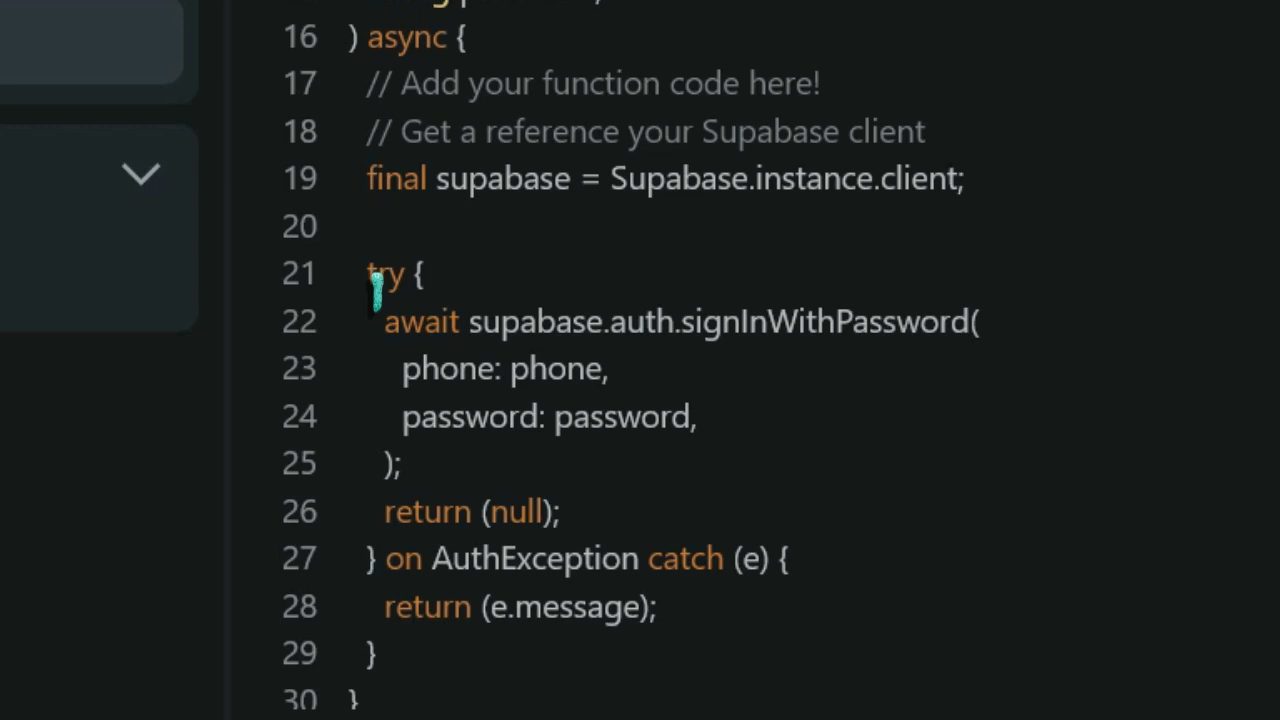 16 ) async {
17 // Add your function code here!
18 // Get a reference your Supabase client
19 final supabase = Supabase.instance.client;
20
21 try {
22 await supabase.auth.signInWithPassword(
23 phone: phone,
24 password: password,
25 );
26 return (null);
27 } on AuthException catch (e) {
28 return (e.message);
29 }
30 }